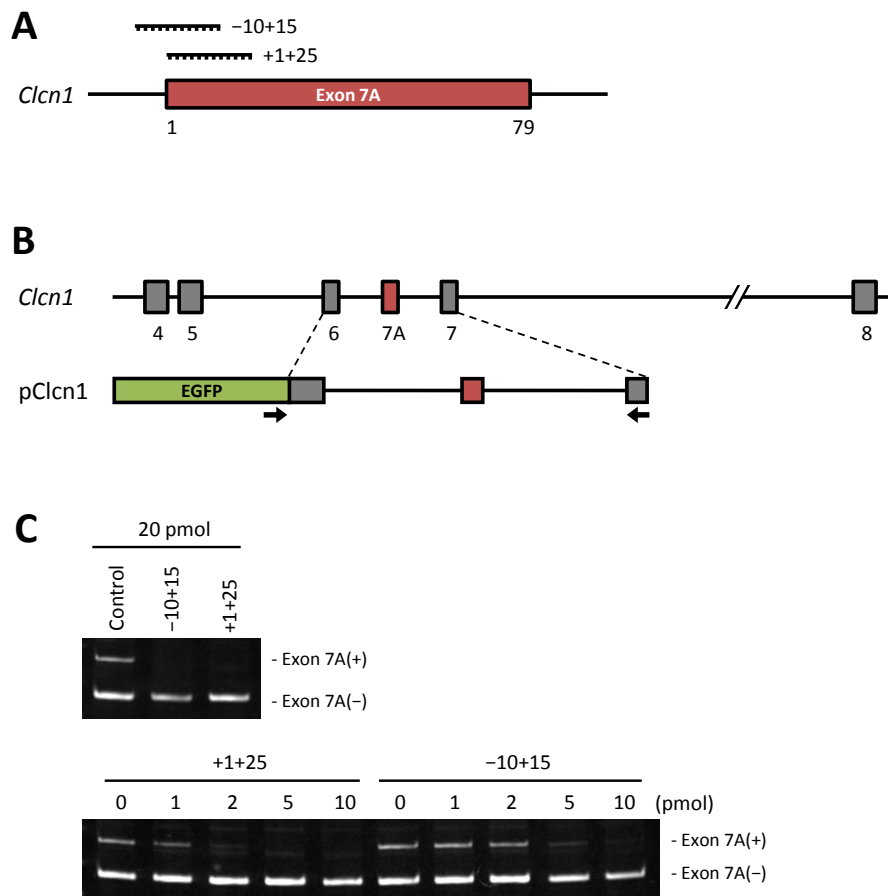 A
−10+15
+1+25
Clcn1
Exon 7A
1 79
B
Clcn1
4 5 6 7A 7 8
pClcn1
EGFP
C
20 pmol
Control
−10+15
+1+25
- Exon 7A(+)
- Exon 7A(−)
+1+25 −10+15
0 1 2 5 10 0 1 2 5 10 (pmol)
- Exon 7A(+)
- Exon 7A(−)